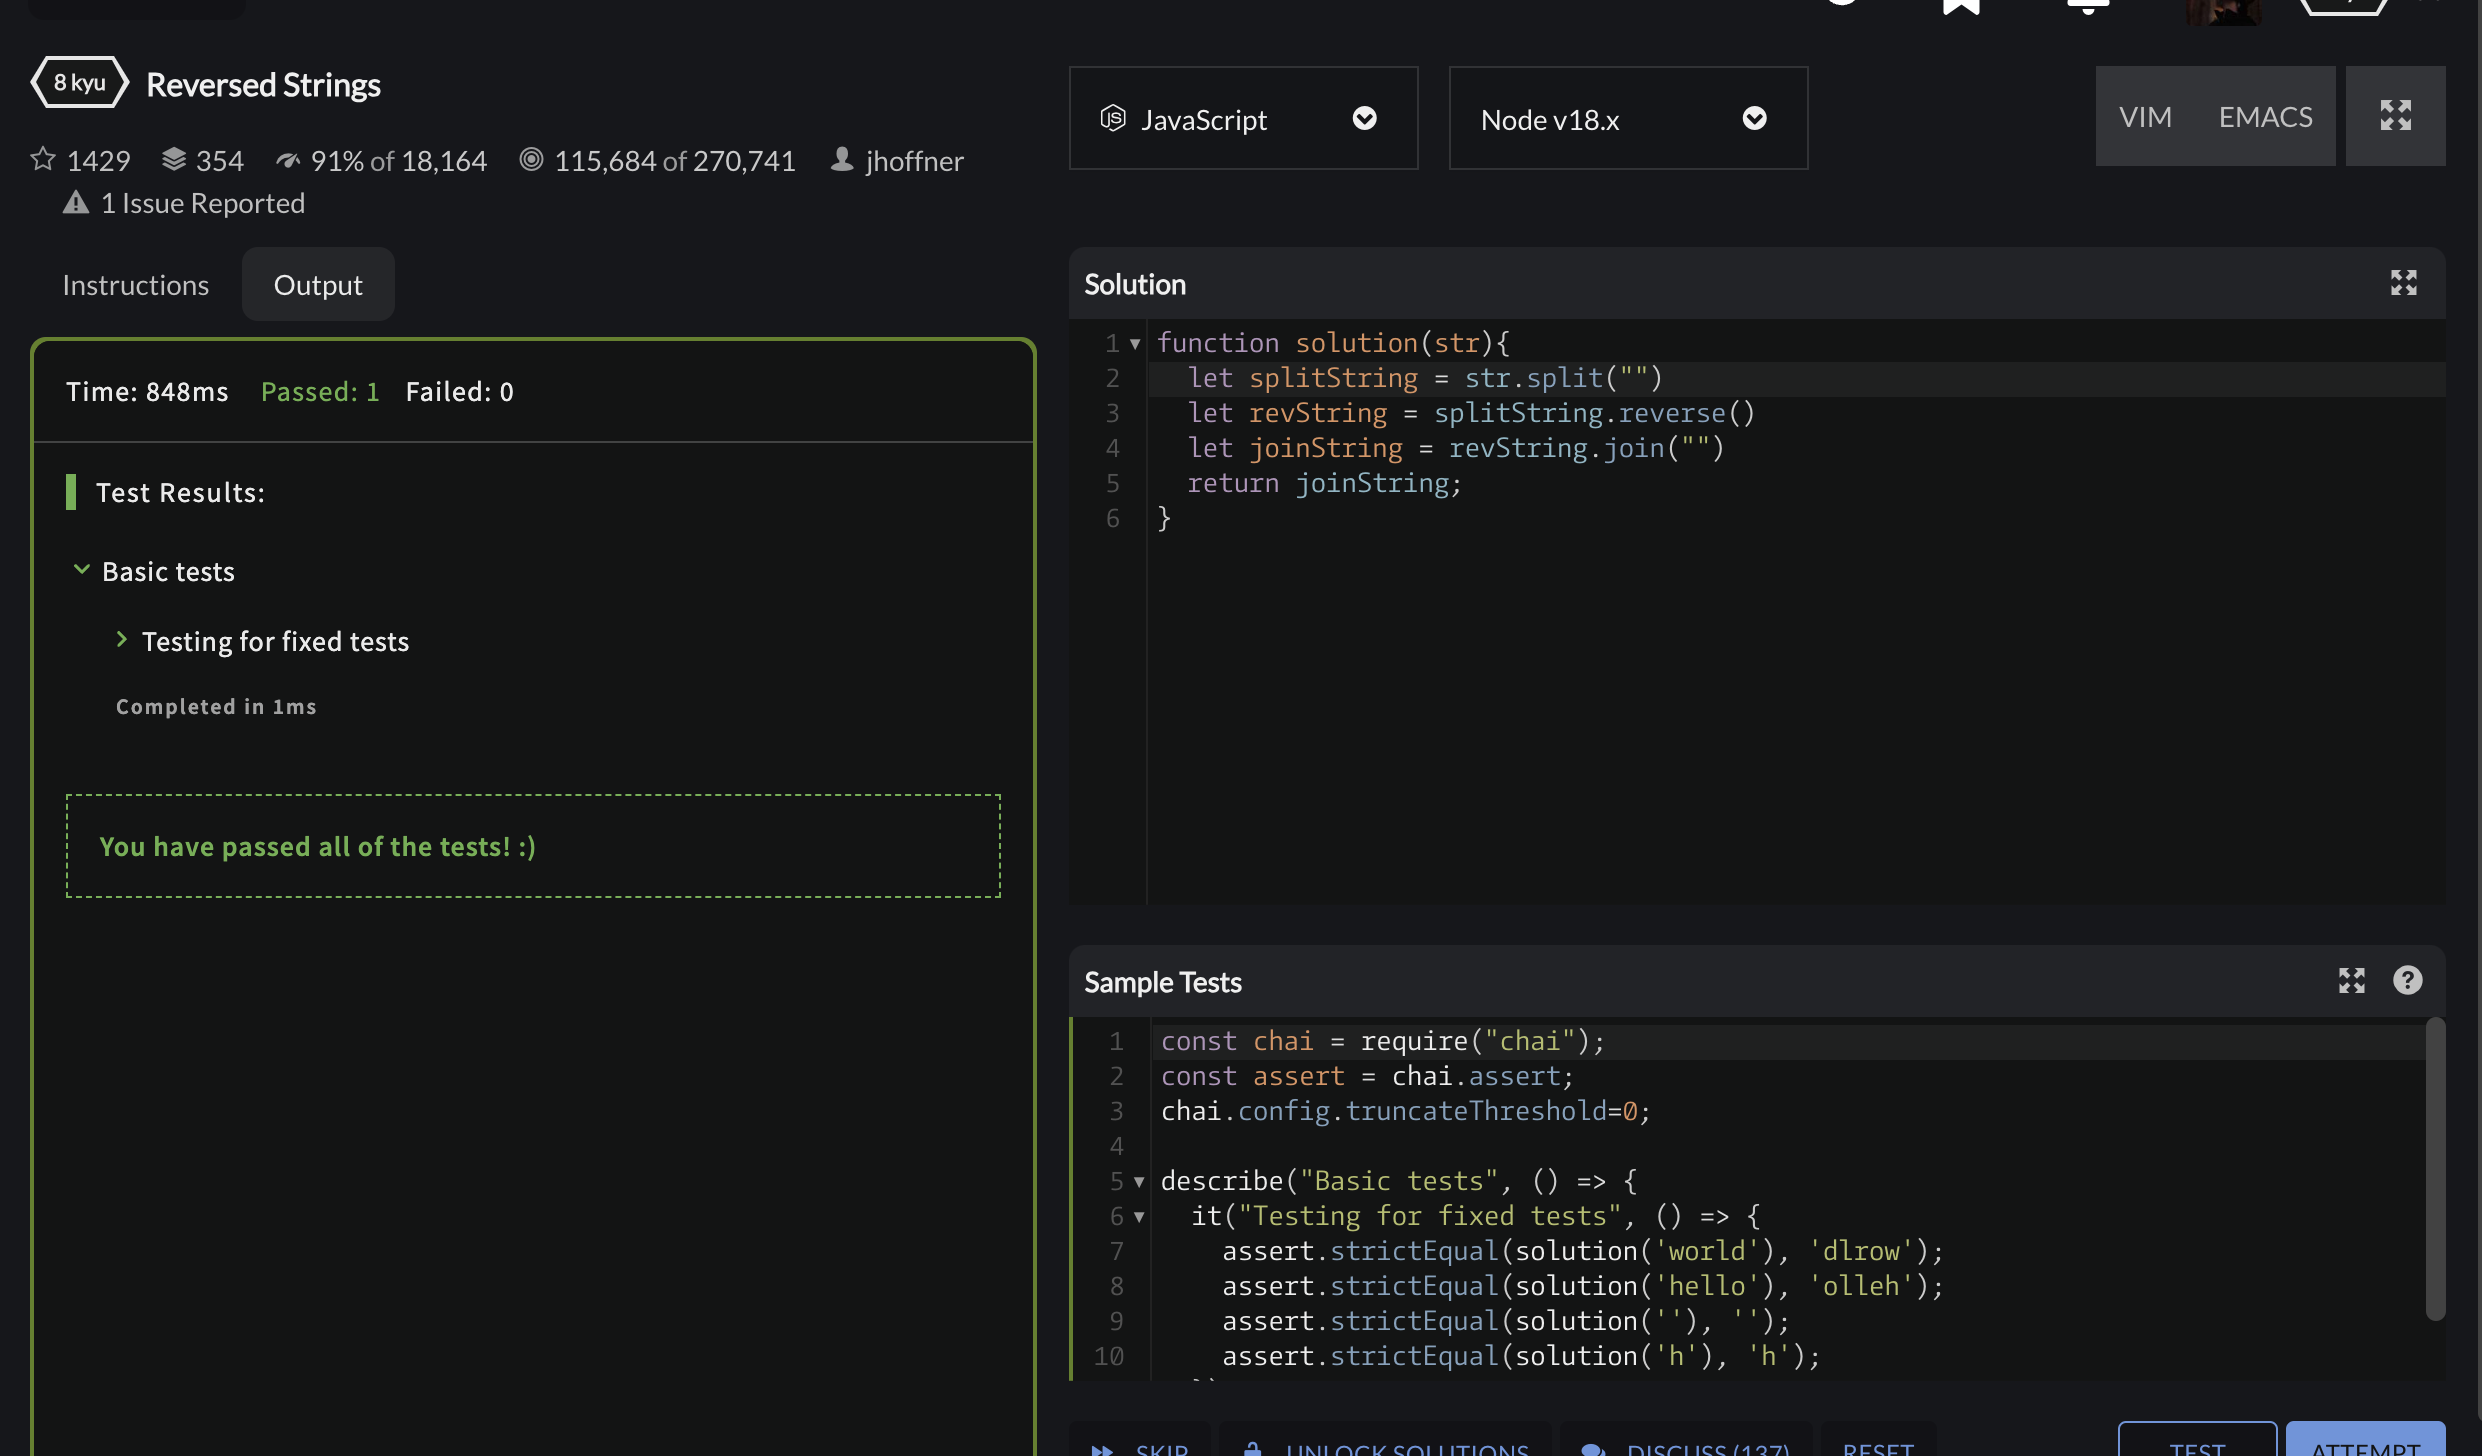 8 kyu Reversed Strings
1429 354 91% of 18,164 115,684 of 270,741 jhoffner
1 Issue Reported
Instructions Output
Time: 848ms Passed: 1 Failed: 0
Test Results:
Basic tests
Testing for fixed tests
Completed in 1ms
You have passed all of the tests! :)
JS JavaScript Node v18.x VIM EMACS
Solution
1 function solution(str){
2 let splitString = str.split("")
3 let revString = splitString.reverse()
4 let joinString = revString.join("")
5 return joinString;
6 }
Sample Tests ?
1 const chai = require("chai");
2 const assert = chai.assert;
3 chai.config.truncateThreshold=0;
4
5 describe("Basic tests", () => {
6 it("Testing for fixed tests", () => {
7 assert.strictEqual(solution('world'), 'dlrow');
8 assert.strictEqual(solution('hello'), 'olleh');
9 assert.strictEqual(solution(''), '');
10 assert.strictEqual(solution('h'), 'h');
SKIP UNLOCK SOLUTIONS DISCUSS (137) RESET TEST ATTEMPT